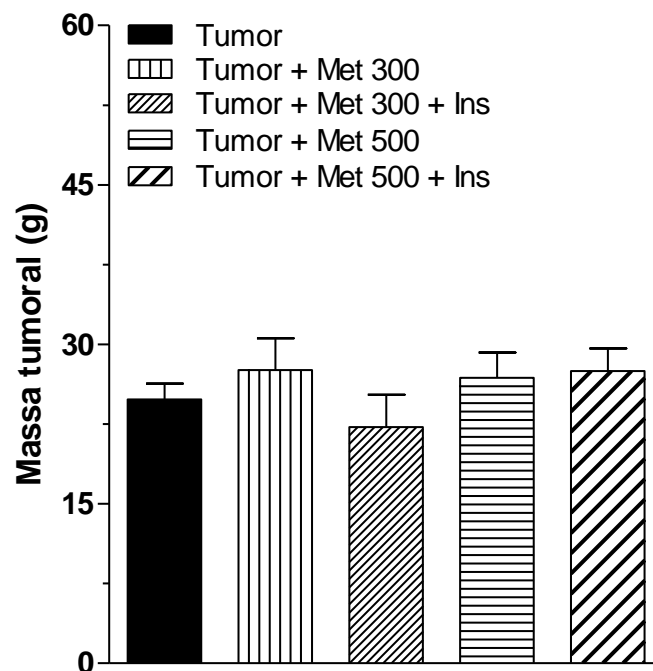 60
45
30
15
0
Massa tumoral (g)
Tumor
Tumor + Met 300
Tumor + Met 300 + Ins
Tumor + Met 500
Tumor + Met 500 + Ins